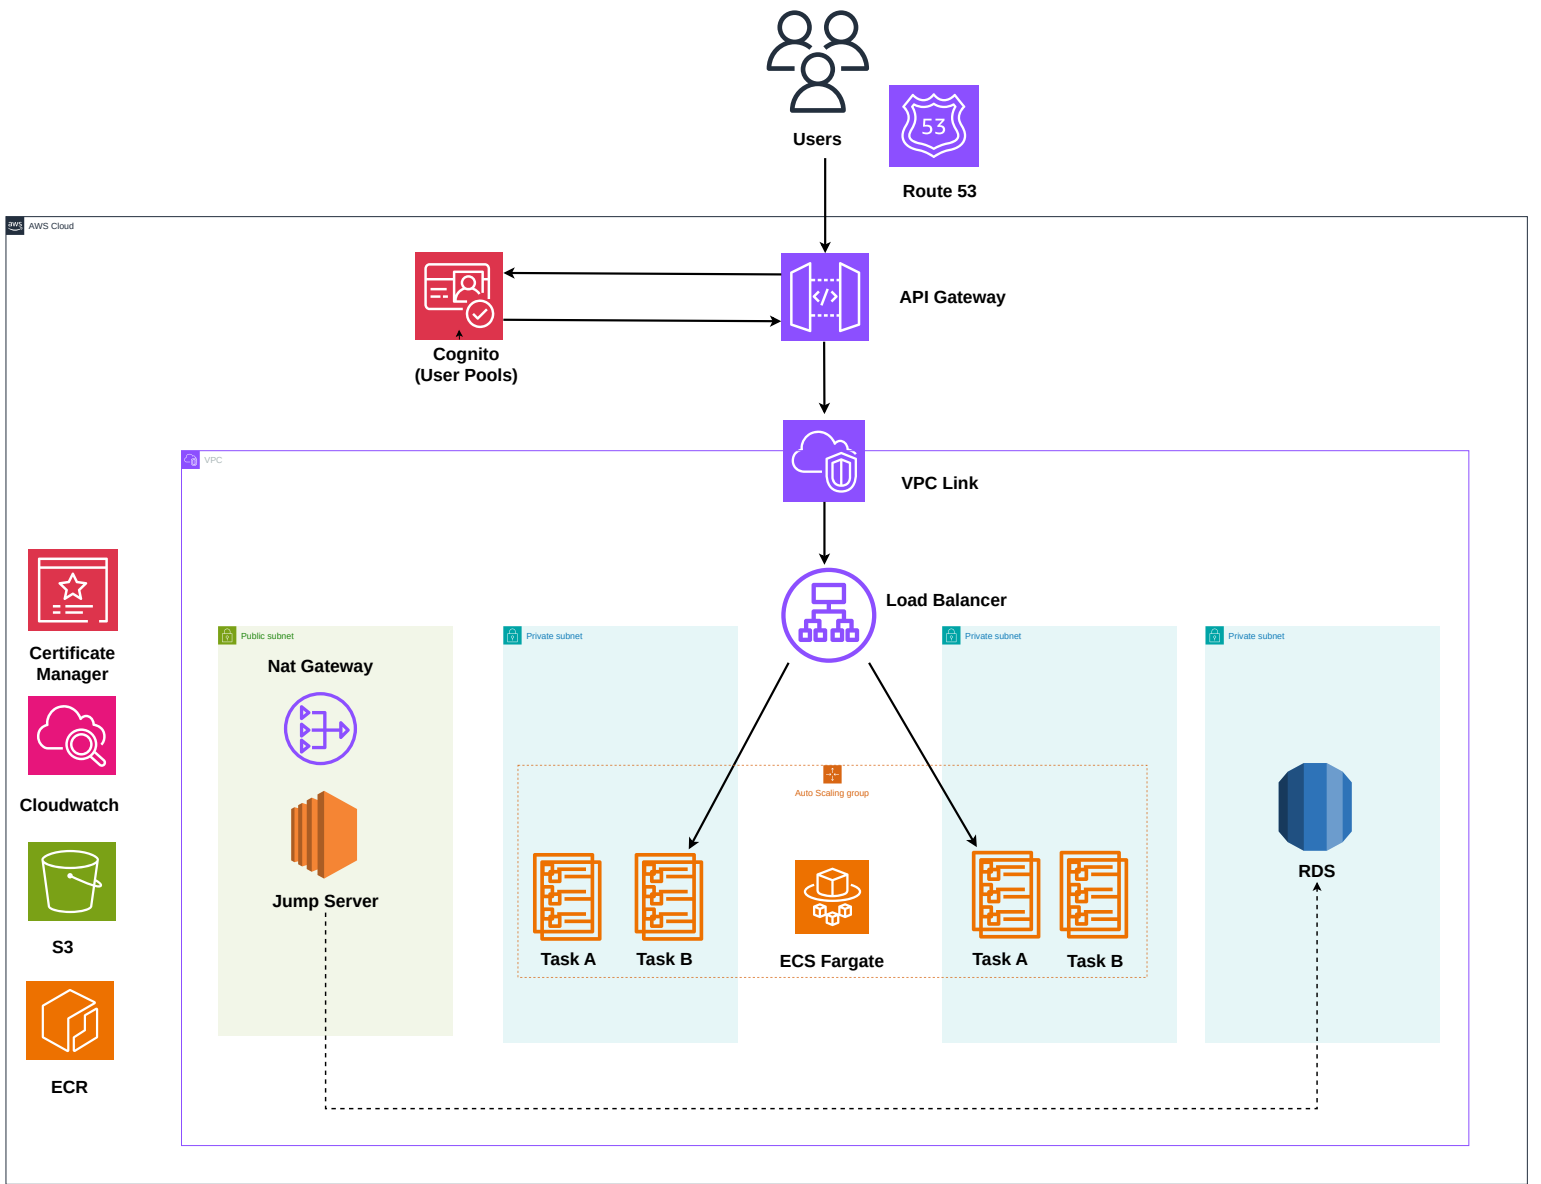 Users
53
Route 53
aws
AWS Cloud
API Gateway
Cognito
(User Pools)
VPC
VPC Link
Load Balancer
Certificate
Manager
Cloudwatch
S3
ECR
Public subnet
Nat Gateway
Jump Server
Private subnet
Private subnet
Private subnet
Auto Scaling group
Task A
Task B
ECS Fargate
Task A
Task B
RDS